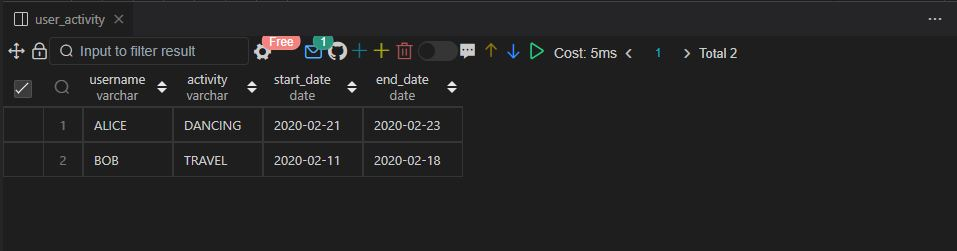 user_activity
Input to filter result
Free
1
Cost: 5ms
1
Total 2
username activity start_date end_date
varchar varchar date date
1 ALICE DANCING 2020-02-21 2020-02-23
2 BOB TRAVEL 2020-02-11 2020-02-18